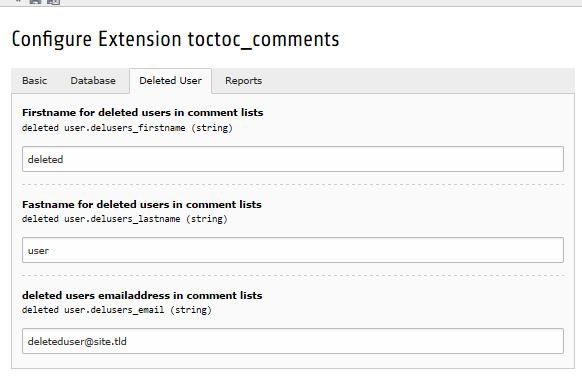 Configure Extension toctoc_comments
Basic Database Deleted User Reports
Firstname for deleted users in comment lists
deleted user.delusers_firstname (string)
deleted
Fastname for deleted users in comment lists
deleted user.delusers_lastname (string)
user
deleted users emailaddress in comment lists
deleted user.delusers_email (string)
deleteduser@site.tld